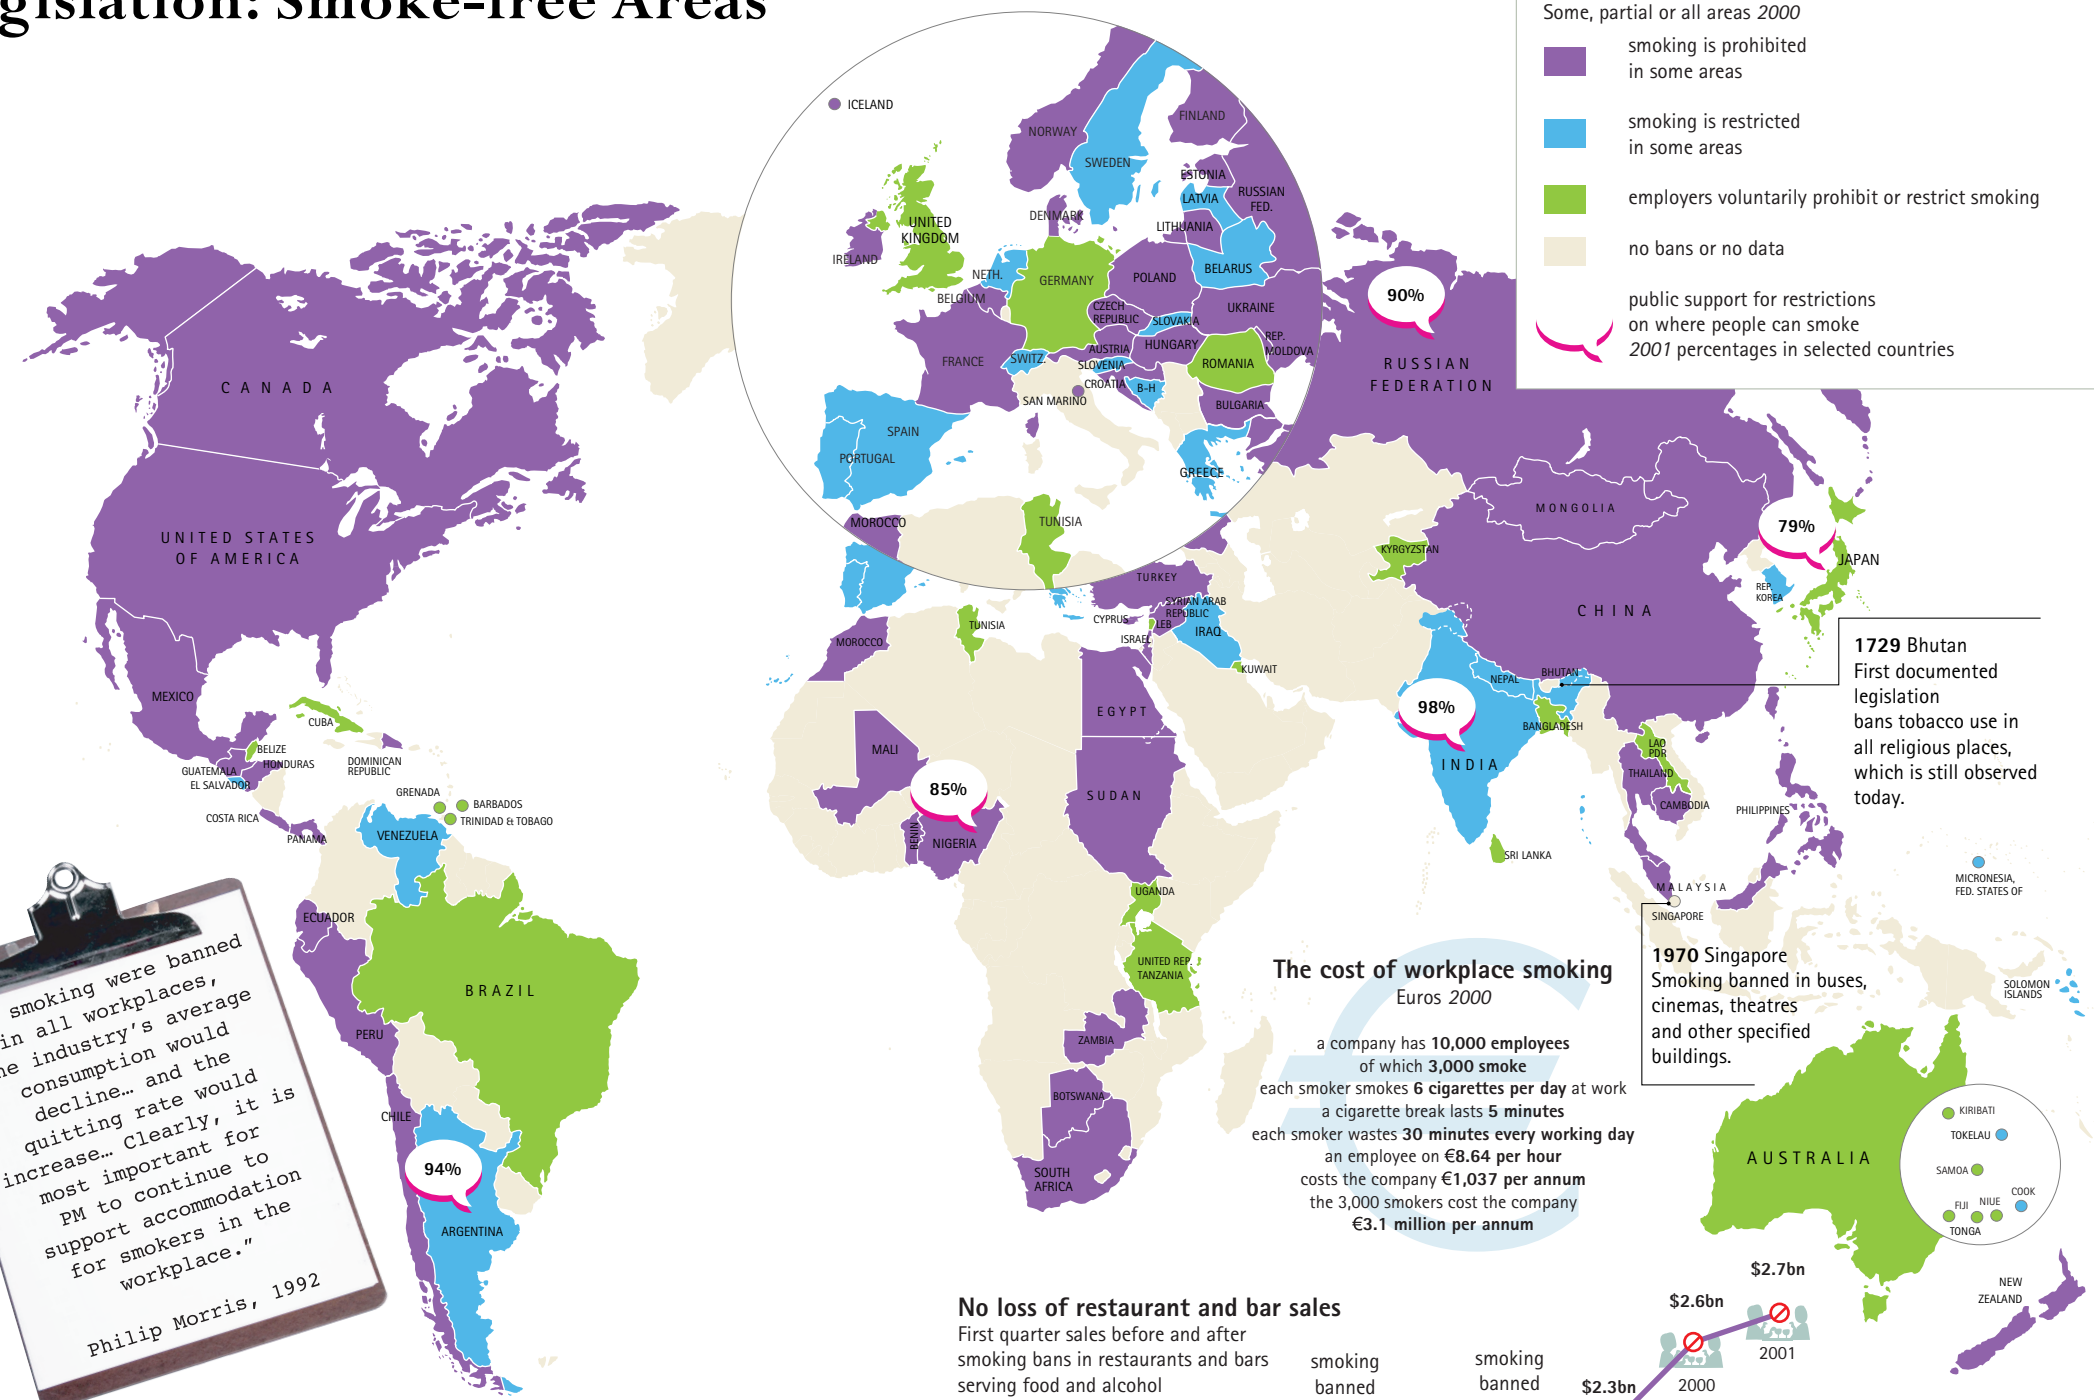 gislation: Smoke-free Areas
Some, partial or all areas 2000
smoking is prohibited
in some areas
smoking is restricted
in some areas
employers voluntarily prohibit or restrict smoking
no bans or no data
public support for restrictions
on where people can smoke
2001 percentages in selected countries
ICELAND
NORWAY
SWEDEN
FINLAND
ESTONIA
RUSSIAN
FED.
LATVIA
LITHUANIA
DENMARK
UNITED
KINGDOM
IRELAND
NETH.
BELGIUM
GERMANY
POLAND
BELARUS
CZECH
REPUBLIC
SLOVAKIA
UKRAINE
FRANCE
SWITZ.
AUSTRIA
HUNGARY
REP.
MOLDOVA
SLOVENIA
ROMANIA
CROATIA
B-H
SAN MARINO
BULGARIA
SPAIN
PORTUGAL
GREECE
MOROCCO
TUNISIA
CANADA
UNITED STATES
OF AMERICA
MEXICO
CUBA
BELIZE
HONDURAS
GUATEMALA
EL SALVADOR
DOMINICAN
REPUBLIC
GRENADA
BARBADOS
TRINIDAD & TOBAGO
COSTA RICA
PANAMA
VENEZUELA
ECUADOR
BRAZIL
PERU
CHILE
94%
ARGENTINA
90%
RUSSIAN
FEDERATION
MONGOLIA
79%
JAPAN
REP.
KOREA
KYRGYZSTAN
CHINA
TURKEY
SYRIAN ARAB
REPUBLIC
CYPRUS
LEB
IRAQ
ISRAEL
KUWAIT
TUNISIA
MOROCCO
EGYPT
MALI
85%
SUDAN
BENIN
NIGERIA
UGANDA
UNITED REP.
TANZANIA
ZAMBIA
BOTSWANA
SOUTH
AFRICA
NEPAL
BHUTAN
98%
BANGLADESH
INDIA
LAO
PDR
THAILAND
CAMBODIA
PHILIPPINES
SRI LANKA
MALAYSIA
SINGAPORE
MICRONESIA,
FED. STATES OF
SOLOMON
ISLANDS
1729 Bhutan
First documented
legislation
bans tobacco use in
all religious places,
which is still observed
today.
1970 Singapore
Smoking banned in buses,
cinemas, theatres
and other specified
buildings.
AUSTRALIA
KIRIBATI
TOKELAU
SAMOA
COOK
FIJI
NIUE
TONGA
NEW
ZEALAND
smoking were banned
in all workplaces,
he industry's average
consumption would
decline… and the
quitting rate would
increase… Clearly, it is
most important for
PM to continue to
support accommodation
for smokers in the
workplace."
Philip Morris, 1992
The cost of workplace smoking
Euros 2000
a company has 10,000 employees
of which 3,000 smoke
each smoker smokes 6 cigarettes per day at work
a cigarette break lasts 5 minutes
each smoker wastes 30 minutes every working day
an employee on €8.64 per hour
costs the company €1,037 per annum
the 3,000 smokers cost the company
€3.1 million per annum
No loss of restaurant and bar sales
First quarter sales before and after
smoking bans in restaurants and bars
serving food and alcohol
smoking
banned
smoking
banned
$2.3bn
$2.6bn
2000
$2.7bn
2001